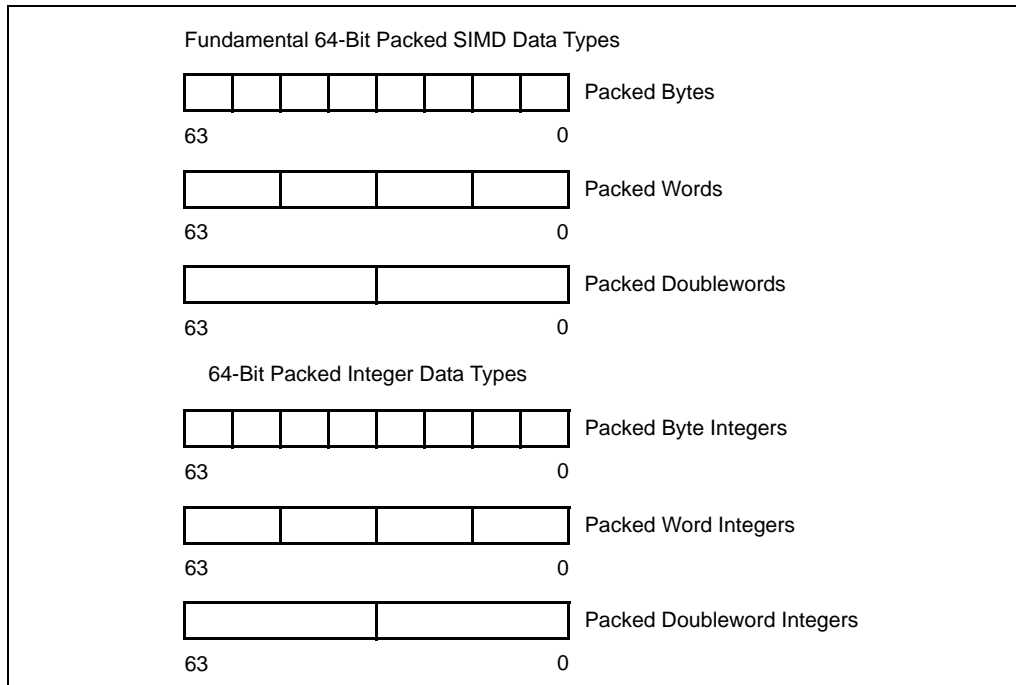 Fundamental 64-Bit Packed SIMD Data Types
Packed Bytes
63 0
Packed Words
63 0
Packed Doublewords
63 0
64-Bit Packed Integer Data Types
Packed Byte Integers
63 0
Packed Word Integers
63 0
Packed Doubleword Integers
63 0